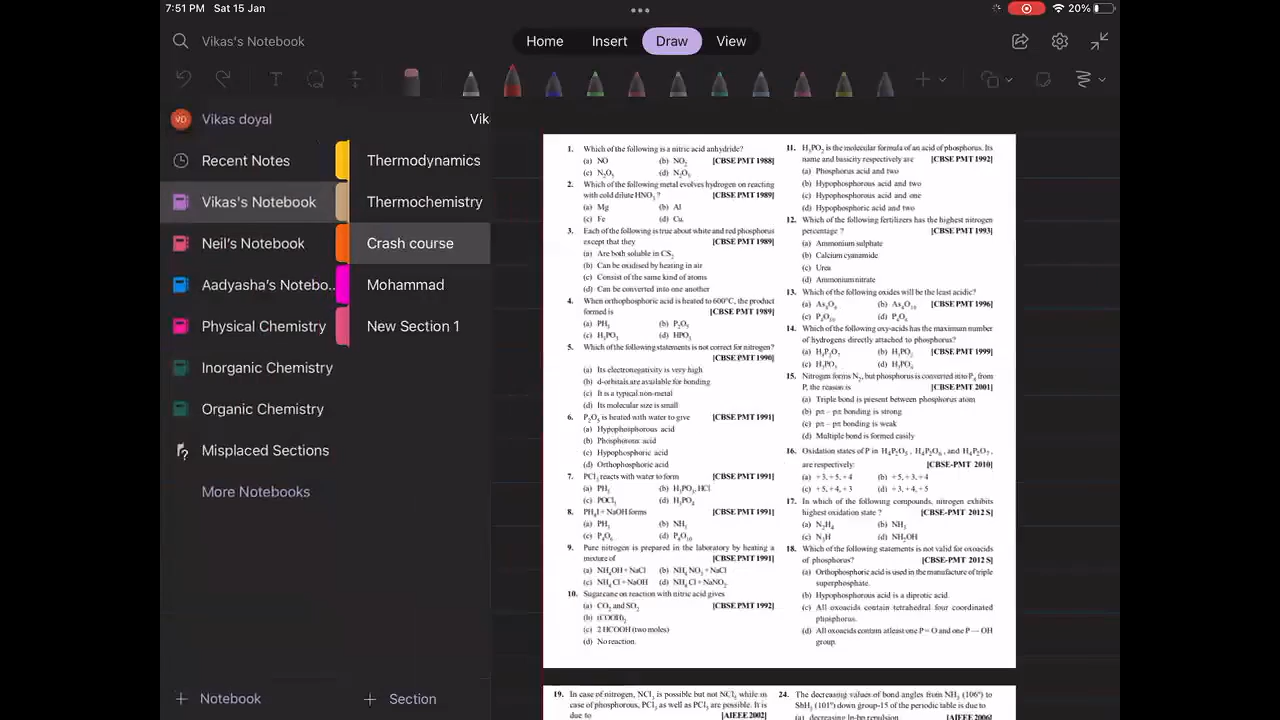 7:51 PM Sat 15 Jan
20%
Vikas's Notebook
Home Insert Draw View
VD Vikas doyal
Vik
Recent Notes
Vikas's Notebook
Neil's Notebook
Aadyaaha's Notebo..
Physical Chemistry
Inorganic Chemistry
Organic Chemistry
Misplaced Sections
More Notebooks
+ Notebook
Thermodynamics
Thermochemistry
Crash course
Mohammad
New Section 1
+ Section
1. Which of the following is a nitric acid anhydride?
(a) NO (b) NO2 [CBSE PMT 1988]
(c) N2O5 (d) N2O3
2. Which of the following metal evolves hydrogen on reacting
with cold dilute HNO3 ? [CBSE PMT 1989]
(a) Mg (b) Al
(c) Fe (d) Cu.
3. Each of the following is true about white and red phosphorus
except that they [CBSE PMT 1989]
(a) Are both soluble in CS2
(b) Can be oxidised by heating in air
(c) Consist of the same kind of atoms
(d) Can be converted into one another
4. When orthophosphoric acid is heated to 600°C, the product
formed is [CBSE PMT 1989]
(a) PH3 (b) P2O5
(c) H3PO3 (d) HPO3
5. Which of the following statements is not correct for nitrogen?
[CBSE PMT 1990]
(a) Its electronegativity is very high
(b) d-orbitals are available for bonding
(c) It is a typical non-metal
(d) Its molecular size is small
6. P2O5 is heated with water to give [CBSE PMT 1991]
(a) Hypophosphorous acid
(b) Phosphorous acid
(c) Hypophosphoric acid
(d) Orthophosphoric acid
7. PCl3 reacts with water to form [CBSE PMT 1991]
(a) PH3 (b) H3PO3, HCl
(c) POCl3 (d) H3PO4
8. PH4I + NaOH forms [CBSE PMT 1991]
(a) PH3 (b) NH3
(c) P4O6 (d) P4O10
9. Pure nitrogen is prepared in the laboratory by heating a
mixture of [CBSE PMT 1991]
(a) NH4OH + NaCl (b) NH4 NO3 + NaCl
(c) NH4 Cl + NaOH (d) NH4 Cl + NaNO2.
10. Sugarcane on reaction with nitric acid gives
(a) CO2 and SO2 [CBSE PMT 1992]
(b) (COOH)2
(c) 2 HCOOH (two moles)
(d) No reaction.
11. H3PO2 is the molecular formula of an acid of phosphorus. Its
name and basicity respectively are [CBSE PMT 1992]
(a) Phosphorus acid and two
(b) Hypophosphorous acid and two
(c) Hypophosphorous acid and one
(d) Hypophosphoric acid and two
12. Which of the following fertilizers has the highest nitrogen
percentage ? [CBSE PMT 1993]
(a) Ammonium sulphate
(b) Calcium cyanamide
(c) Urea
(d) Ammonium nitrate
13. Which of the following oxides will be the least acidic?
(a) As4O6 (b) As4O10 [CBSE PMT 1996]
(c) P4O10 (d) P4O6
14. Which of the following oxy-acids has the maximum number
of hydrogens directly attached to phosphorus?
(a) H4P2O7 (b) H3PO2 [CBSE PMT 1999]
(c) H3PO3 (d) H3PO4
15. Nitrogen forms N2, but phosphorus is converted into P4 from
P, the reason is [CBSE PMT 2001]
(a) Triple bond is present between phosphorus atom
(b) pπ – pπ bonding is strong
(c) pπ – pπ bonding is weak
(d) Multiple bond is formed easily
16. Oxidation states of P in H4P2O5 , H4P2O6 , and H4P2O7 ,
are respectively: [CBSE-PMT 2010]
(a) + 3, + 5, + 4 (b) + 5, + 3, + 4
(c) + 5, + 4, + 3 (d) + 3, + 4, + 5
17. In which of the following compounds, nitrogen exhibits
highest oxidation state ? [CBSE-PMT 2012 S]
(a) N2H4 (b) NH3
(c) N3H (d) NH2OH
18. Which of the following statements is not valid for oxoacids
of phosphorus? [CBSE-PMT 2012 S]
(a) Orthophosphoric acid is used in the manufacture of triple
superphosphate.
(b) Hypophosphorous acid is a diprotic acid.
(c) All oxoacids contain tetrahedral four coordinated
phosphorus.
(d) All oxoacids contain atleast one P = O and one P — OH
group.
19. In case of nitrogen, NCl3 is possible but not NCl5 while in
case of phosphorous, PCl3 as well as PCl5 are possible. It is
due to [AIEEE 2002]
24. The decreasing values of bond angles from NH3 (106°) to
SbH3 (101°) down group-15 of the periodic table is due to
(a) decreasing lp-bp repulsion [AIEEE 2006]